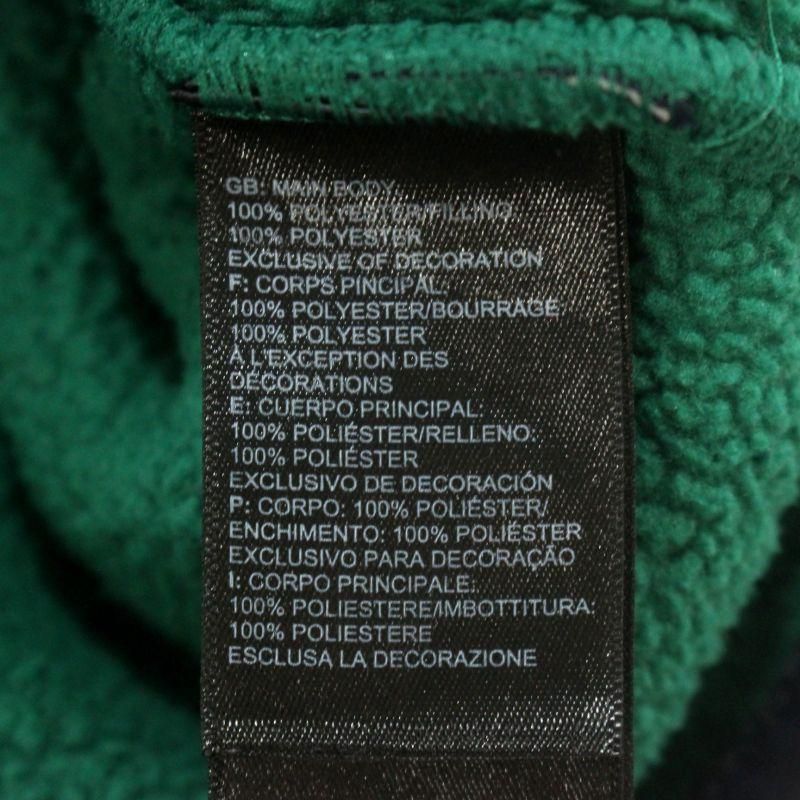 GB: MAIN BODY
100% POLYESTER/FILLING
100% POLYESTER
EXCLUSIVE OF DECORATION
F: CORPS PINCIPAL:
100% POLYESTER/BOURRAGE
100% POLYESTER
À L'EXCEPTION DES
DÉCORATIONS
E: CUERPO PRINCIPAL:
100% POLIÉSTER/RELLENO:
100% POLIÉSTER
EXCLUSIVO DE DECORACIÓN
P: CORPO: 100% POLIÉSTER/
ENCHIMENTO: 100% POLIÉSTER
EXCLUSIVO PARA DECORAÇÃO
I: CORPO PRINCIPALE:
100% POLIESTERE/IMBOTTITURA:
100% POLIESTERE
ESCLUSA LA DECORAZIONE